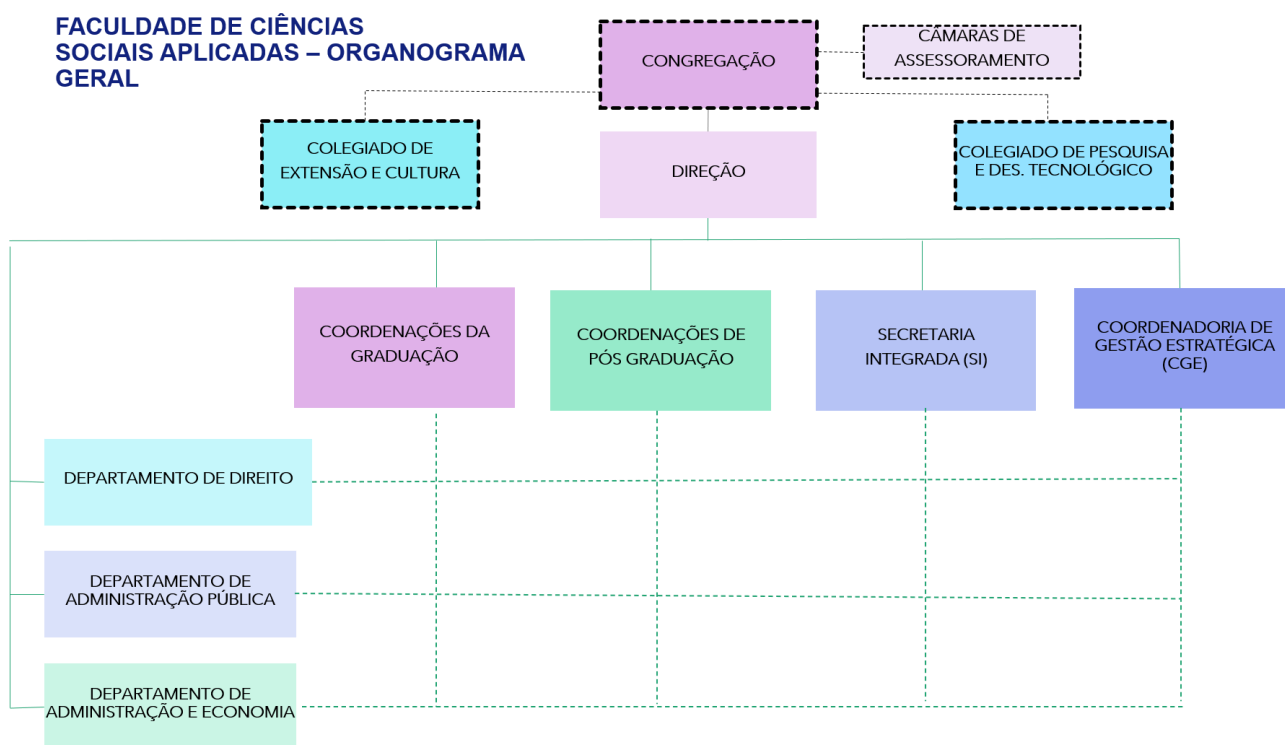 FACULDADE DE CIÊNCIAS
SOCIAIS APLICADAS – ORGANOGRAMA
GERAL
CONGREGAÇÃO
CÂMARAS DE
ASSESSORAMENTO
COLEGIADO DE
EXTENSÃO E CULTURA
DIREÇÃO
COLEGIADO DE PESQUISA
E DES. TECNOLÓGICO
COORDENAÇÕES DA
GRADUAÇÃO
COORDENAÇÕES DE
PÓS GRADUAÇÃO
SECRETARIA
INTEGRADA (SI)
COORDENADORIA DE
GESTÃO ESTRATÉGICA
(CGE)
DEPARTAMENTO DE DIREITO
DEPARTAMENTO DE
ADMINISTRAÇÃO PÚBLICA
DEPARTAMENTO DE
ADMINISTRAÇÃO E ECONOMIA